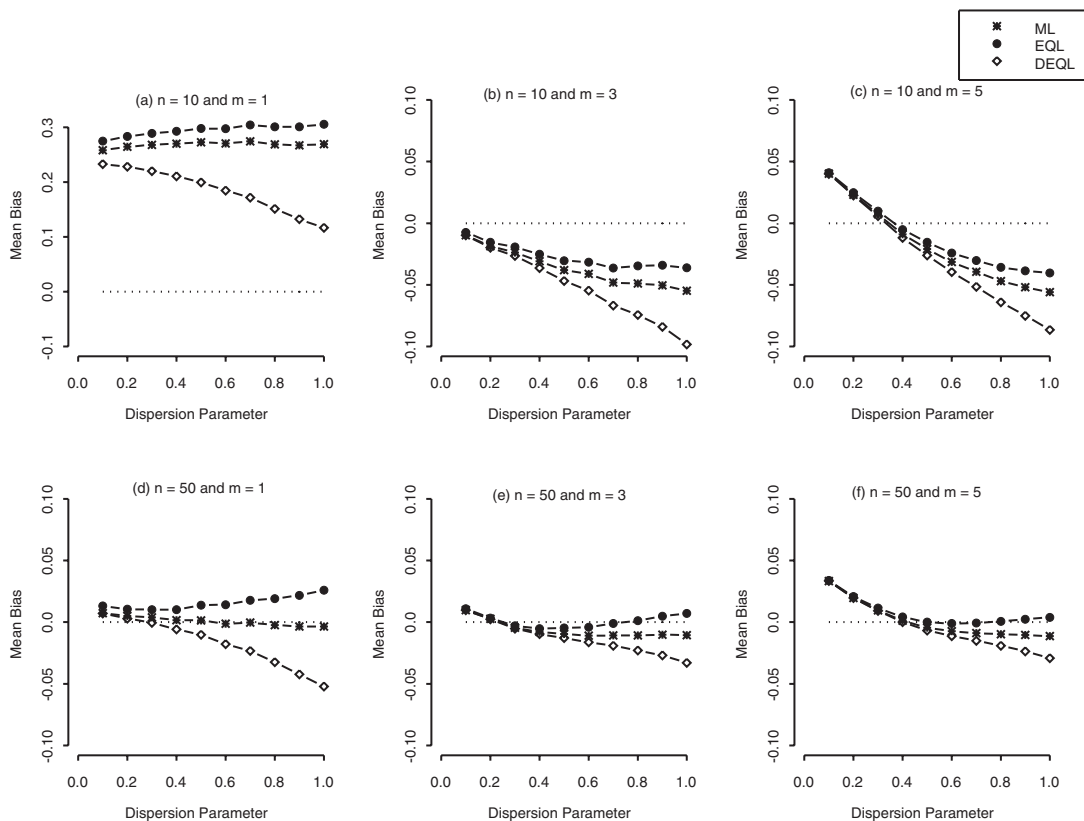 ML
EQL
DEQL
(a) n = 10 and m = 1
Mean Bias
0.3
0.2
0.1
0.0
-0.1
0.0 0.2 0.4 0.6 0.8 1.0
Dispersion Parameter
(b) n = 10 and m = 3
Mean Bias
0.10
0.05
0.0
-0.05
-0.10
0.0 0.2 0.4 0.6 0.8 1.0
Dispersion Parameter
(c) n = 10 and m = 5
Mean Bias
0.10
0.05
0.0
-0.05
-0.10
0.0 0.2 0.4 0.6 0.8 1.0
Dispersion Parameter
(d) n = 50 and m = 1
Mean Bias
0.10
0.05
0.0
-0.05
-0.10
0.0 0.2 0.4 0.6 0.8 1.0
Dispersion Parameter
(e) n = 50 and m = 3
Mean Bias
0.10
0.05
0.0
-0.05
-0.10
0.0 0.2 0.4 0.6 0.8 1.0
Dispersion Parameter
(f) n = 50 and m = 5
Mean Bias
0.10
0.05
0.0
-0.05
-0.10
0.0 0.2 0.4 0.6 0.8 1.0
Dispersion Parameter